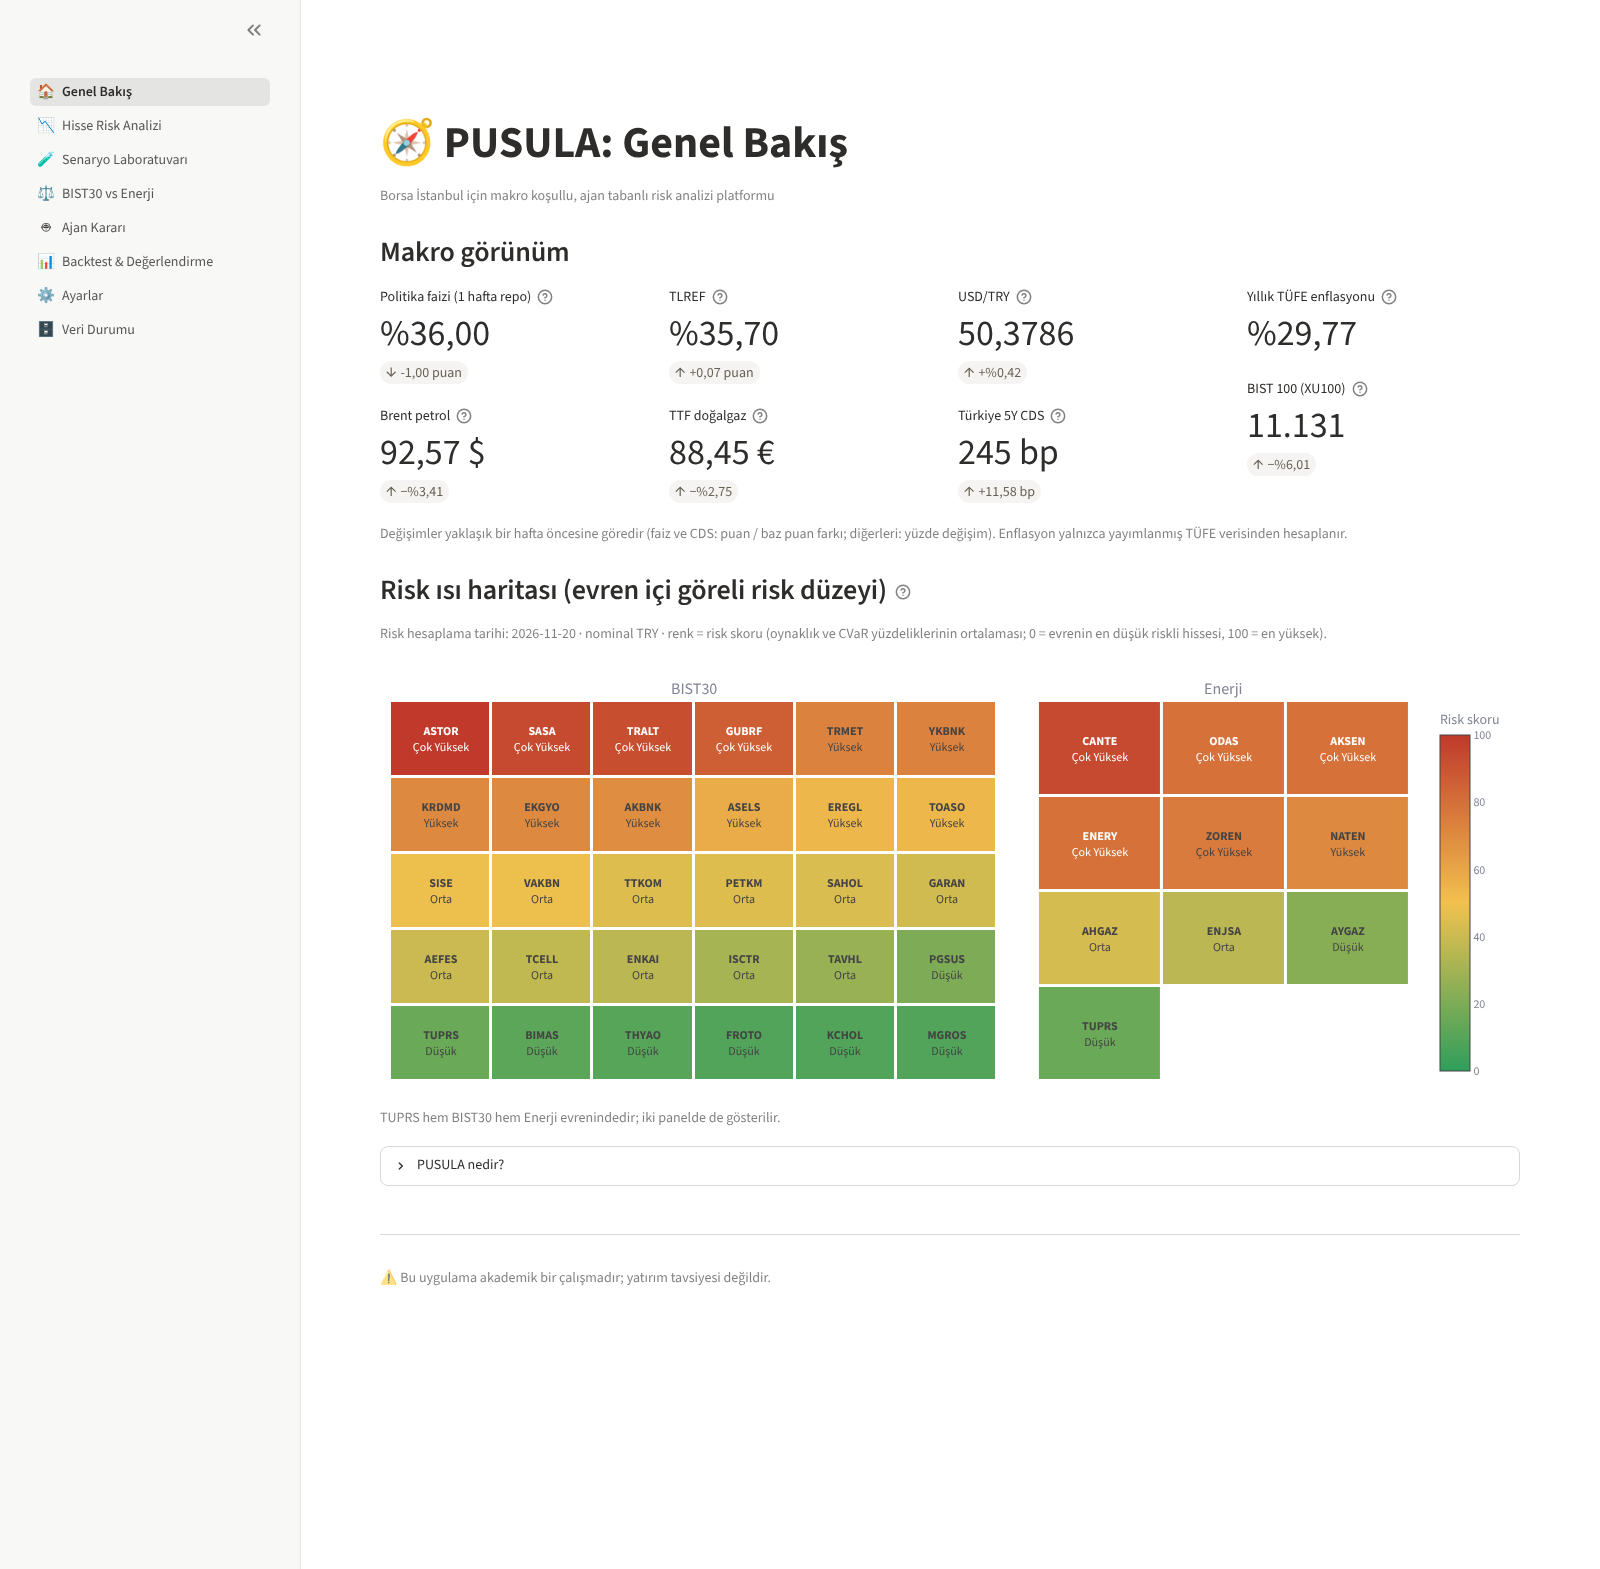 Genel Bakış
Hisse Risk Analizi
Senaryo Laboratuvarı
BIST30 vs Enerji
Ajan Kararı
Backtest & Değerlendirme
Ayarlar
Veri Durumu
PUSULA: Genel Bakış
Borsa İstanbul için makro koşullu, ajan tabanlı risk analizi platformu
Makro görünüm
Politika faizi (1 hafta repo)
%36,00
↓ -1,00 puan
TLREF
%35,70
↑ +0,07 puan
USD/TRY
50,3786
↑ +%0,42
Yıllık TÜFE enflasyonu
%29,77
Brent petrol
92,57 $
↑ −%3,41
TTF doğalgaz
88,45 €
↑ −%2,75
Türkiye 5Y CDS
245 bp
↑ +11,58 bp
BIST 100 (XU100)
11.131
↑ −%6,01
Değişimler yaklaşık bir hafta öncesine göredir (faiz ve CDS: puan / baz puan farkı; diğerleri: yüzde değişim). Enflasyon yalnızca yayımlanmış TÜFE verisinden hesaplanır.
Risk ısı haritası (evren içi göreli risk düzeyi)
Risk hesaplama tarihi: 2026-11-20 · nominal TRY · renk = risk skoru (oynaklık ve CVaR yüzdeliklerinin ortalaması; 0 = evrenin en düşük riskli hissesi, 100 = en yüksek).
BIST30
ASTOR SASA TRALT GUBRF TRMET YKBNK
Çok Yüksek Çok Yüksek Çok Yüksek Çok Yüksek Yüksek Yüksek
KRDMD EKGYO AKBNK ASELS EREGL TOASO
Yüksek Yüksek Yüksek Yüksek Yüksek Yüksek
SISE VAKBN TTKOM PETKM SAHOL GARAN
Orta Orta Orta Orta Orta Orta
AEFES TCELL ENKAI ISCTR TAVHL PGSUS
Orta Orta Orta Orta Orta Düşük
TUPRS BIMAS THYAO FROTO KCHOL MGROS
Düşük Düşük Düşük Düşük Düşük Düşük
Enerji
CANTE ODAS AKSEN
Çok Yüksek Çok Yüksek Çok Yüksek
ENERY ZOREN NATEN
Çok Yüksek Çok Yüksek Yüksek
AHGAZ ENJSA AYGAZ
Orta Orta Düşük
TUPRS
Düşük
Risk skoru
100
80
60
40
20
0
TUPRS hem BIST30 hem Enerji evrenindedir; iki panelde de gösterilir.
PUSULA nedir?
Bu uygulama akademik bir çalışmadır; yatırım tavsiyesi değildir.